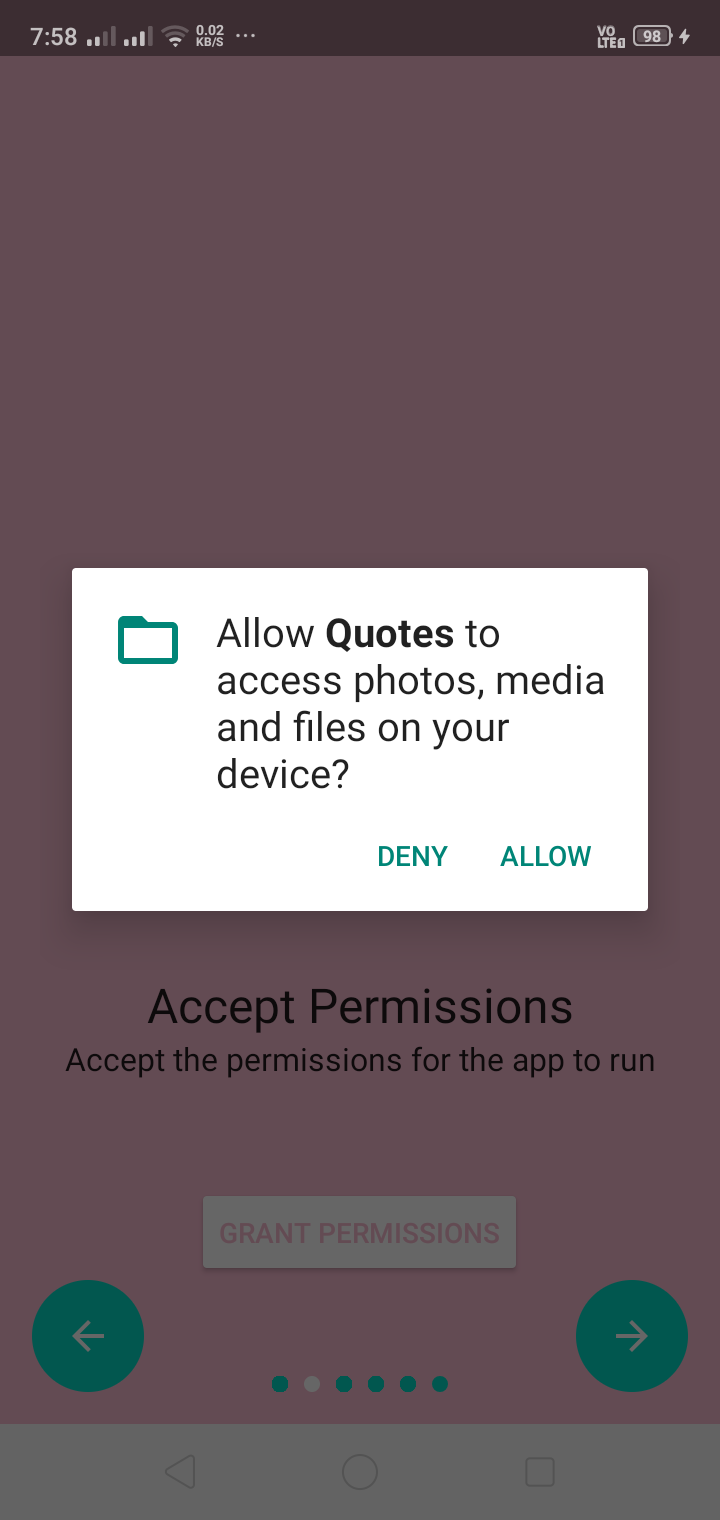 7:58 0.02 KB/S ... VO LTE1 98
Allow Quotes to
access photos, media
and files on your
device?
DENY ALLOW
Accept Permissions
Accept the permissions for the app to run
GRANT PERMISSIONS